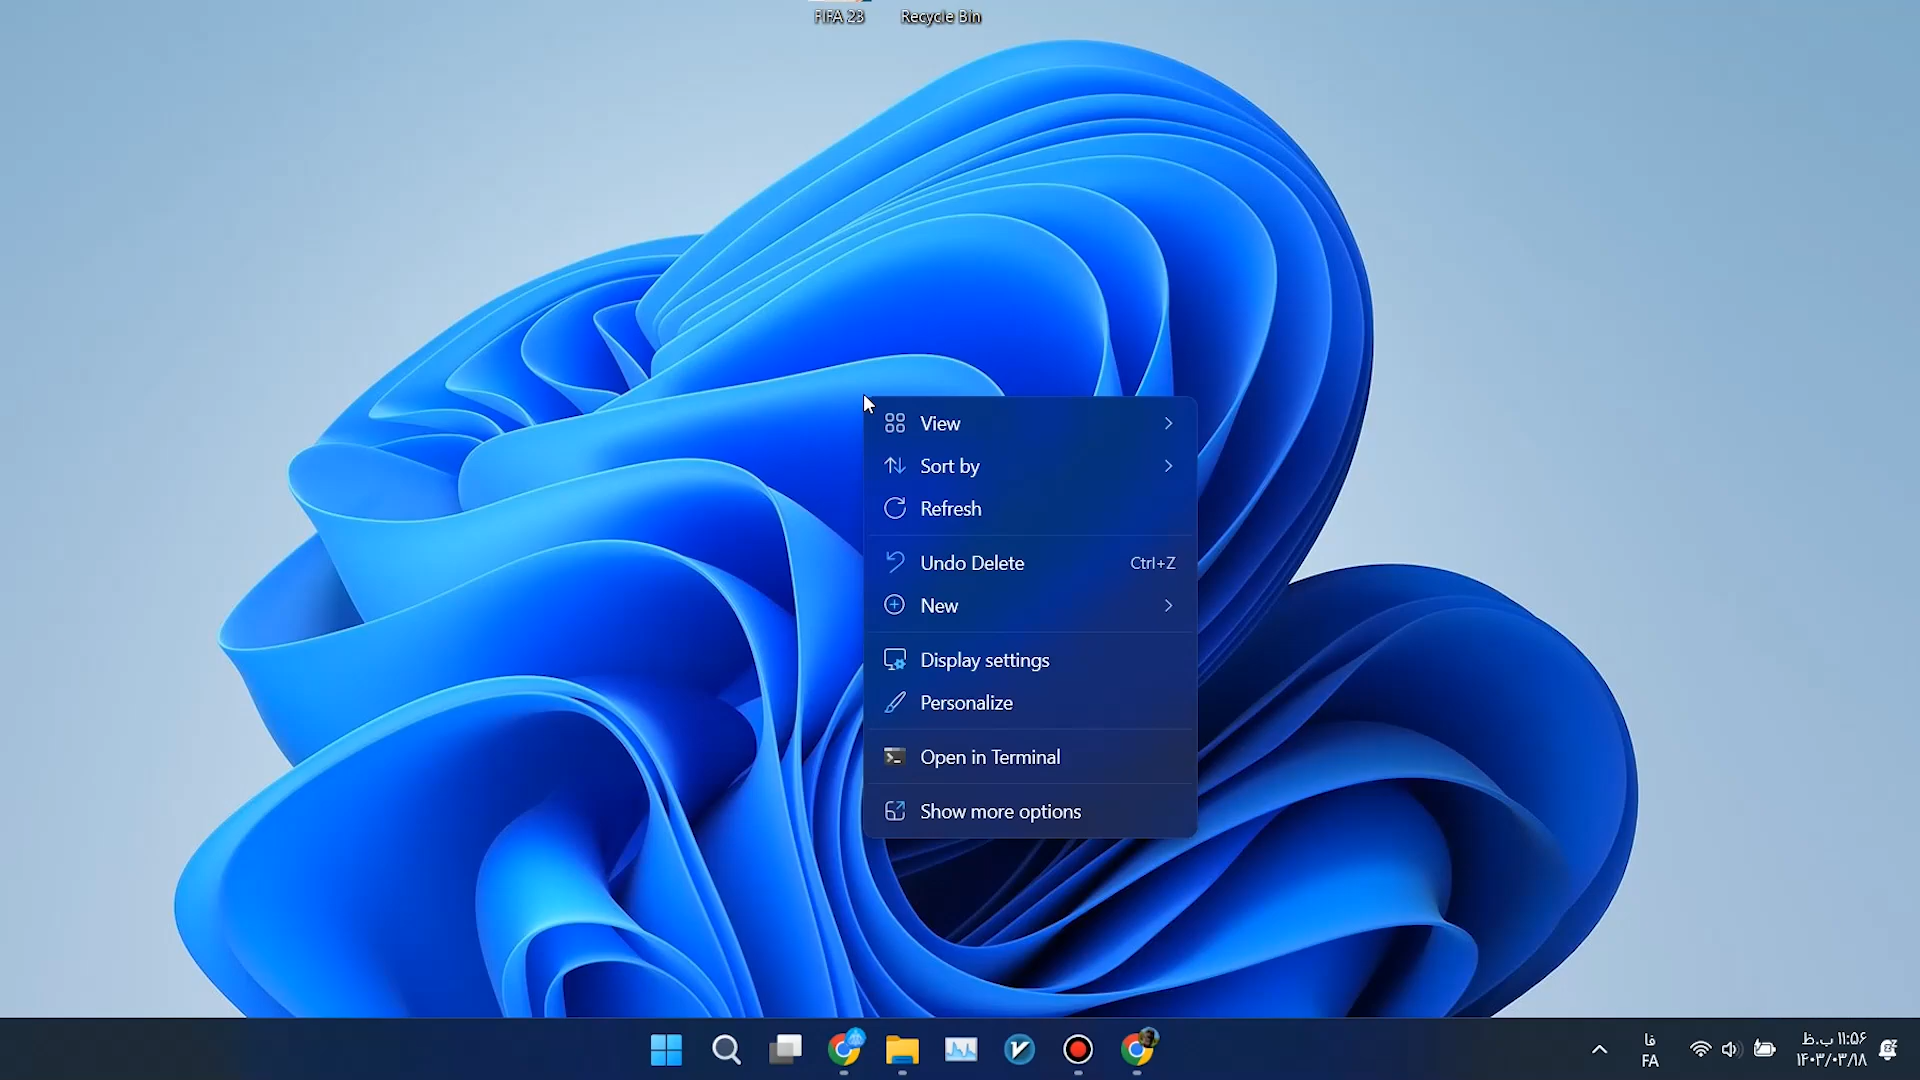 FIFA 23
Recycle Bin
View
Sort by
Refresh
Undo Delete Ctrl+Z
New
Display settings
Personalize
Open in Terminal
Show more options
فا
FA
۱۱:۵۶ ب.ظ
۱۴۰۳/۰۳/۱۸